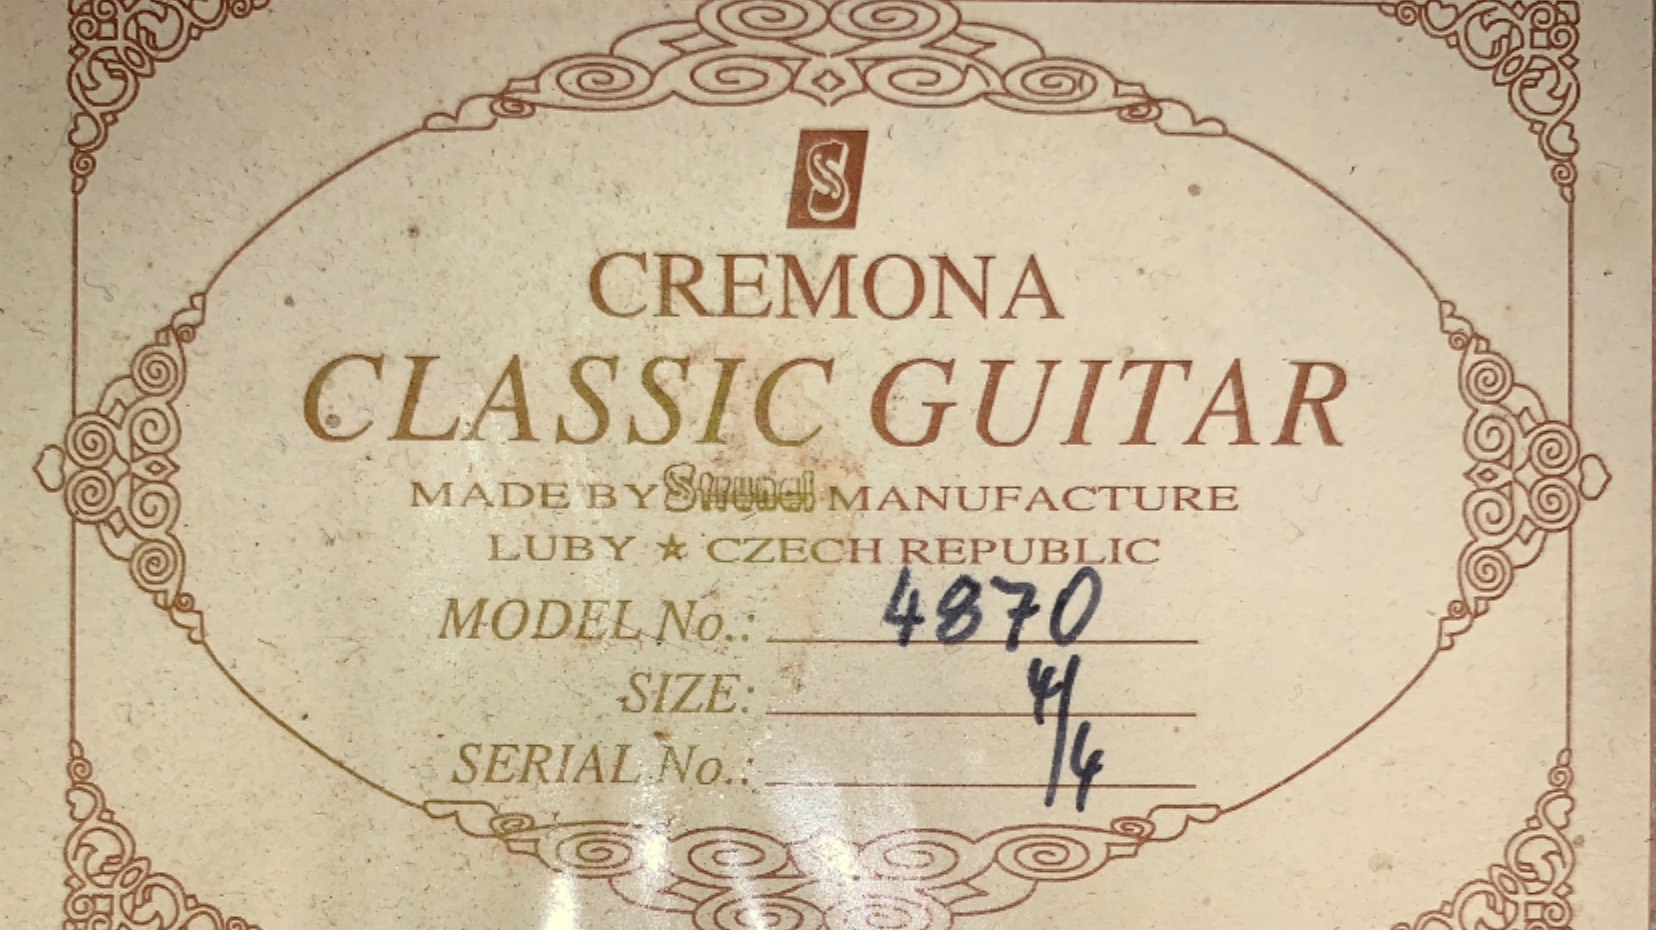 S
CREMONA
CLASSIC GUITAR
MADE BY Strunal MANUFACTURE
LUBY ★ CZECH REPUBLIC
MODEL No.: 4870
SIZE: 4/4
SERIAL No.: